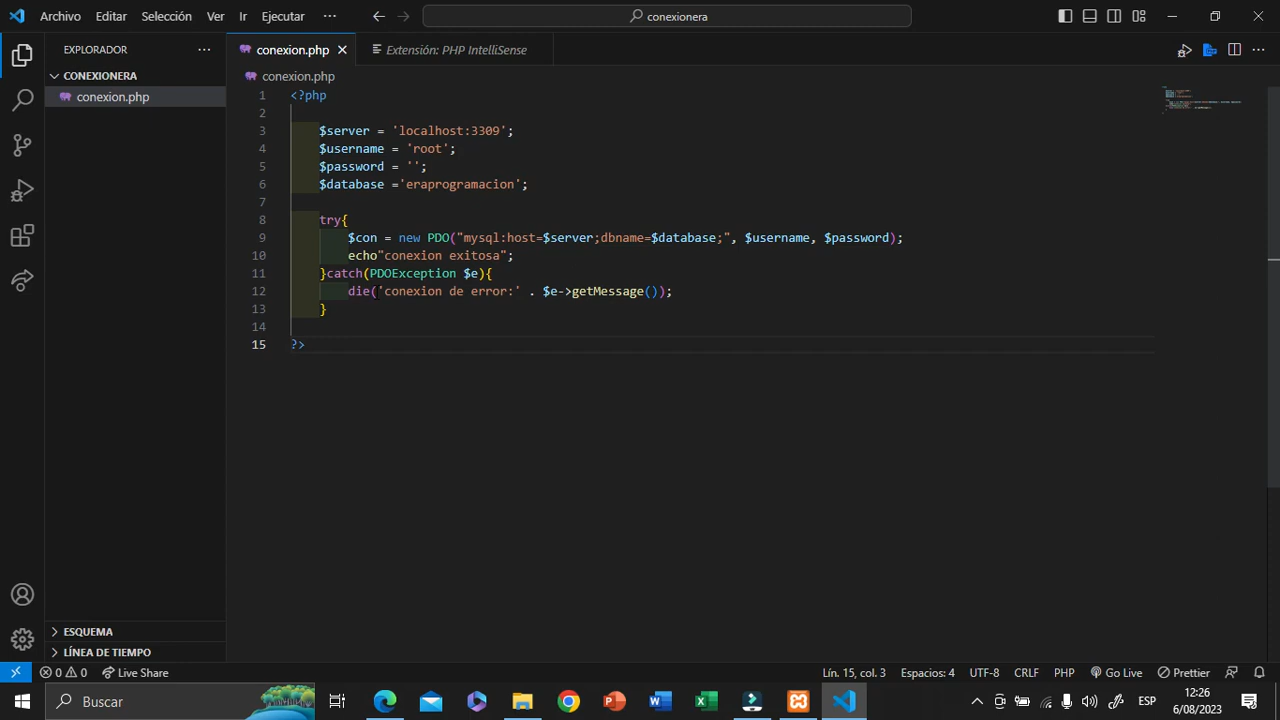 Archivo Editar Selección Ver Ir Ejecutar ··· conexionera
EXPLORADOR ··· conexion.php Extensión: PHP IntelliSense
CONEXIONERA
conexion.php
conexion.php
1 <?php
2
3 $server = 'localhost:3309';
4 $username = 'root';
5 $password = '';
6 $database ='eraprogramacion';
7
8 try{
9 $con = new PDO("mysql:host=$server;dbname=$database;", $username, $password);
10 echo"conexion exitosa";
11 }catch(PDOException $e){
12 die('conexion de error:' . $e->getMessage());
13 }
14
15 ?>
ESQUEMA
LÍNEA DE TIEMPO
0 0 Live Share Lín. 15, col. 3 Espacios: 4 UTF-8 CRLF PHP Go Live Prettier
Buscar ESP 12:26
6/08/2023